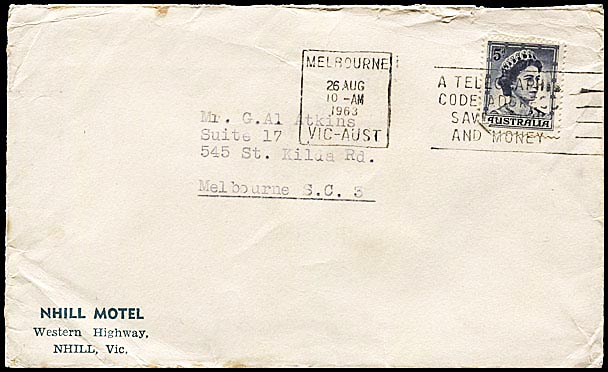 MELBOURNE
26 AUG
10-AM
1963
VIC-AUST
5D
AUSTRALIA
A TELEGRAPHIC
CODE ADDRESS
SAVES
AND MONEY
Mr. G.Al Atkins
Suite 17
545 St. Kilda Rd.
Melbourne S.C. 3
NHILL MOTEL
Western Highway,
NHILL, Vic.